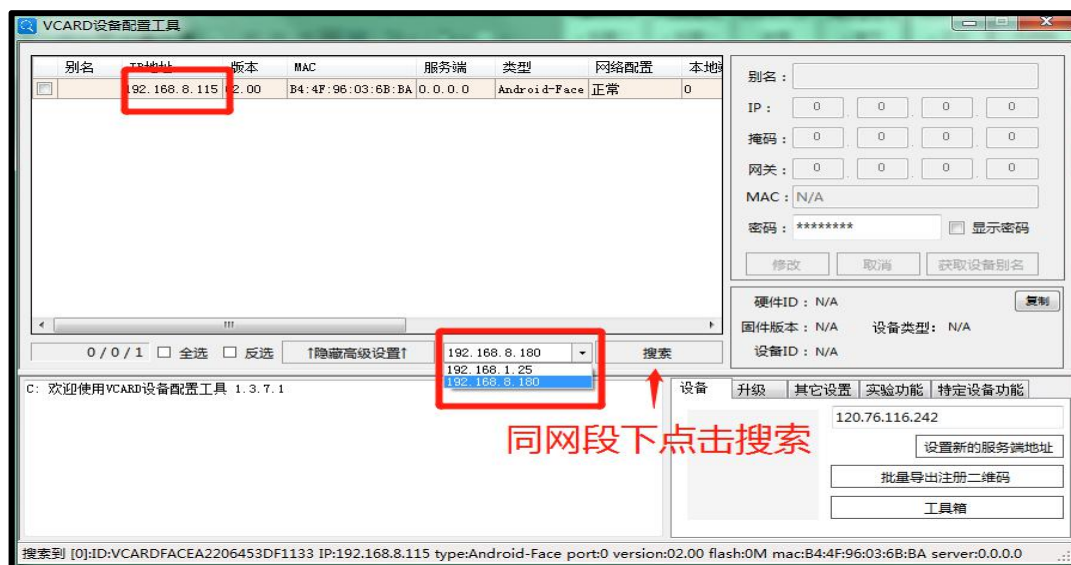 VCARD设备配置工具
别名 IP地址 版本 MAC 服务端 类型 网络配置 本地
192.168.8.115 02.00 B4:4F:96:03:6B:BA 0.0.0.0 Android-Face 正常 0
别名：
IP： 0 . 0 . 0 . 0
掩码： 0 . 0 . 0 . 0
网关： 0 . 0 . 0 . 0
MAC： N/A
密码： ******** 显示密码
修改 取消 获取设备别名
硬件ID： N/A 复制
固件版本： N/A 设备类型： N/A
设备ID： N/A
0/0/1 全选 反选 ↑隐藏高级设置↑ 192.168.8.180 搜索
192.168.1.25
192.168.8.180
C: 欢迎使用VCARD设备配置工具 1.3.7.1
同网段下点击搜索
设备 升级 其它设置 实验功能 特定设备功能
120.76.116.242
设置新的服务端地址
批量导出注册二维码
工具箱
搜索到 [0]:ID:VCARDFACEA2206453DF1133 IP:192.168.8.115 type:Android-Face port:0 version:02.00 flash:0M mac:B4:4F:96:03:6B:BA server:0.0.0.0